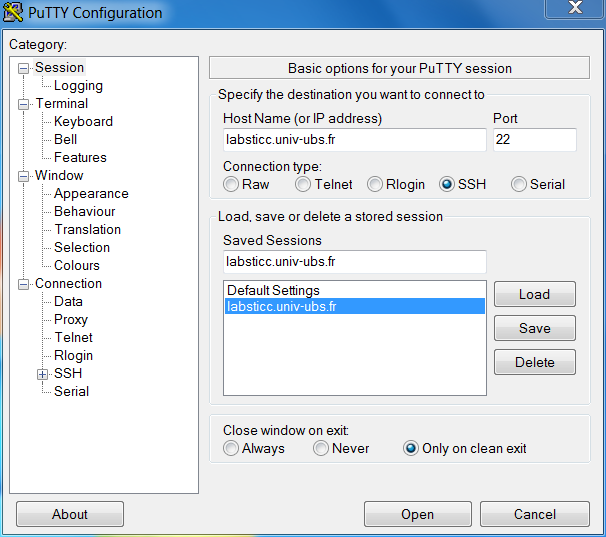 PuTTY Configuration
Category:
Session
Logging
Terminal
Keyboard
Bell
Features
Window
Appearance
Behaviour
Translation
Selection
Colours
Connection
Data
Proxy
Telnet
Rlogin
SSH
Serial
Basic options for your PuTTY session
Specify the destination you want to connect to
Host Name (or IP address) Port
labsticc.univ-ubs.fr 22
Connection type:
Raw Telnet Rlogin SSH Serial
Load, save or delete a stored session
Saved Sessions
labsticc.univ-ubs.fr
Default Settings
labsticc.univ-ubs.fr
Load
Save
Delete
Close window on exit:
Always Never Only on clean exit
About Open Cancel